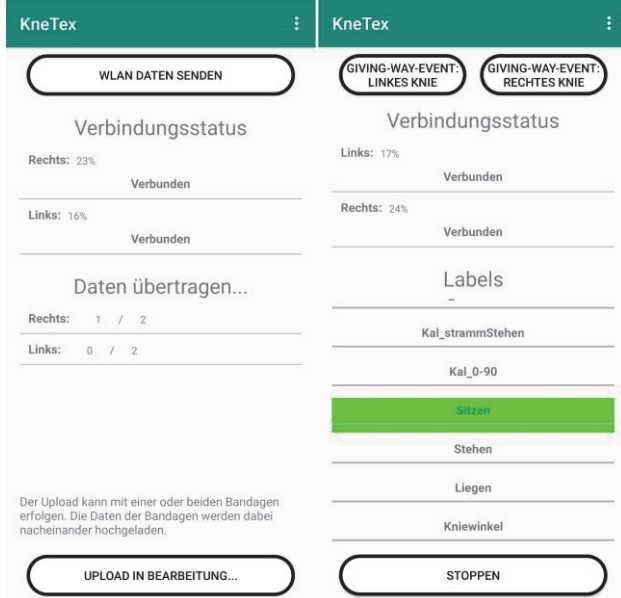 KneTex
WLAN DATEN SENDEN
Verbindungsstatus
Rechts: 23%
Verbunden
Links: 16%
Verbunden
Daten übertragen...
Rechts: 1 / 2
Links: 0 / 2
Der Upload kann mit einer oder beiden Bandagen
erfolgen. Die Daten der Bandagen werden dabei
nacheinander hochgeladen.
UPLOAD IN BEARBEITUNG...
KneTex
GIVING-WAY-EVENT:
LINKES KNIE
GIVING-WAY-EVENT:
RECHTES KNIE
Verbindungsstatus
Links: 17%
Verbunden
Rechts: 24%
Verbunden
Labels
-
Kal_strammStehen
Kal_0-90
Sitzen
Stehen
Liegen
Kniewinkel
STOPPEN